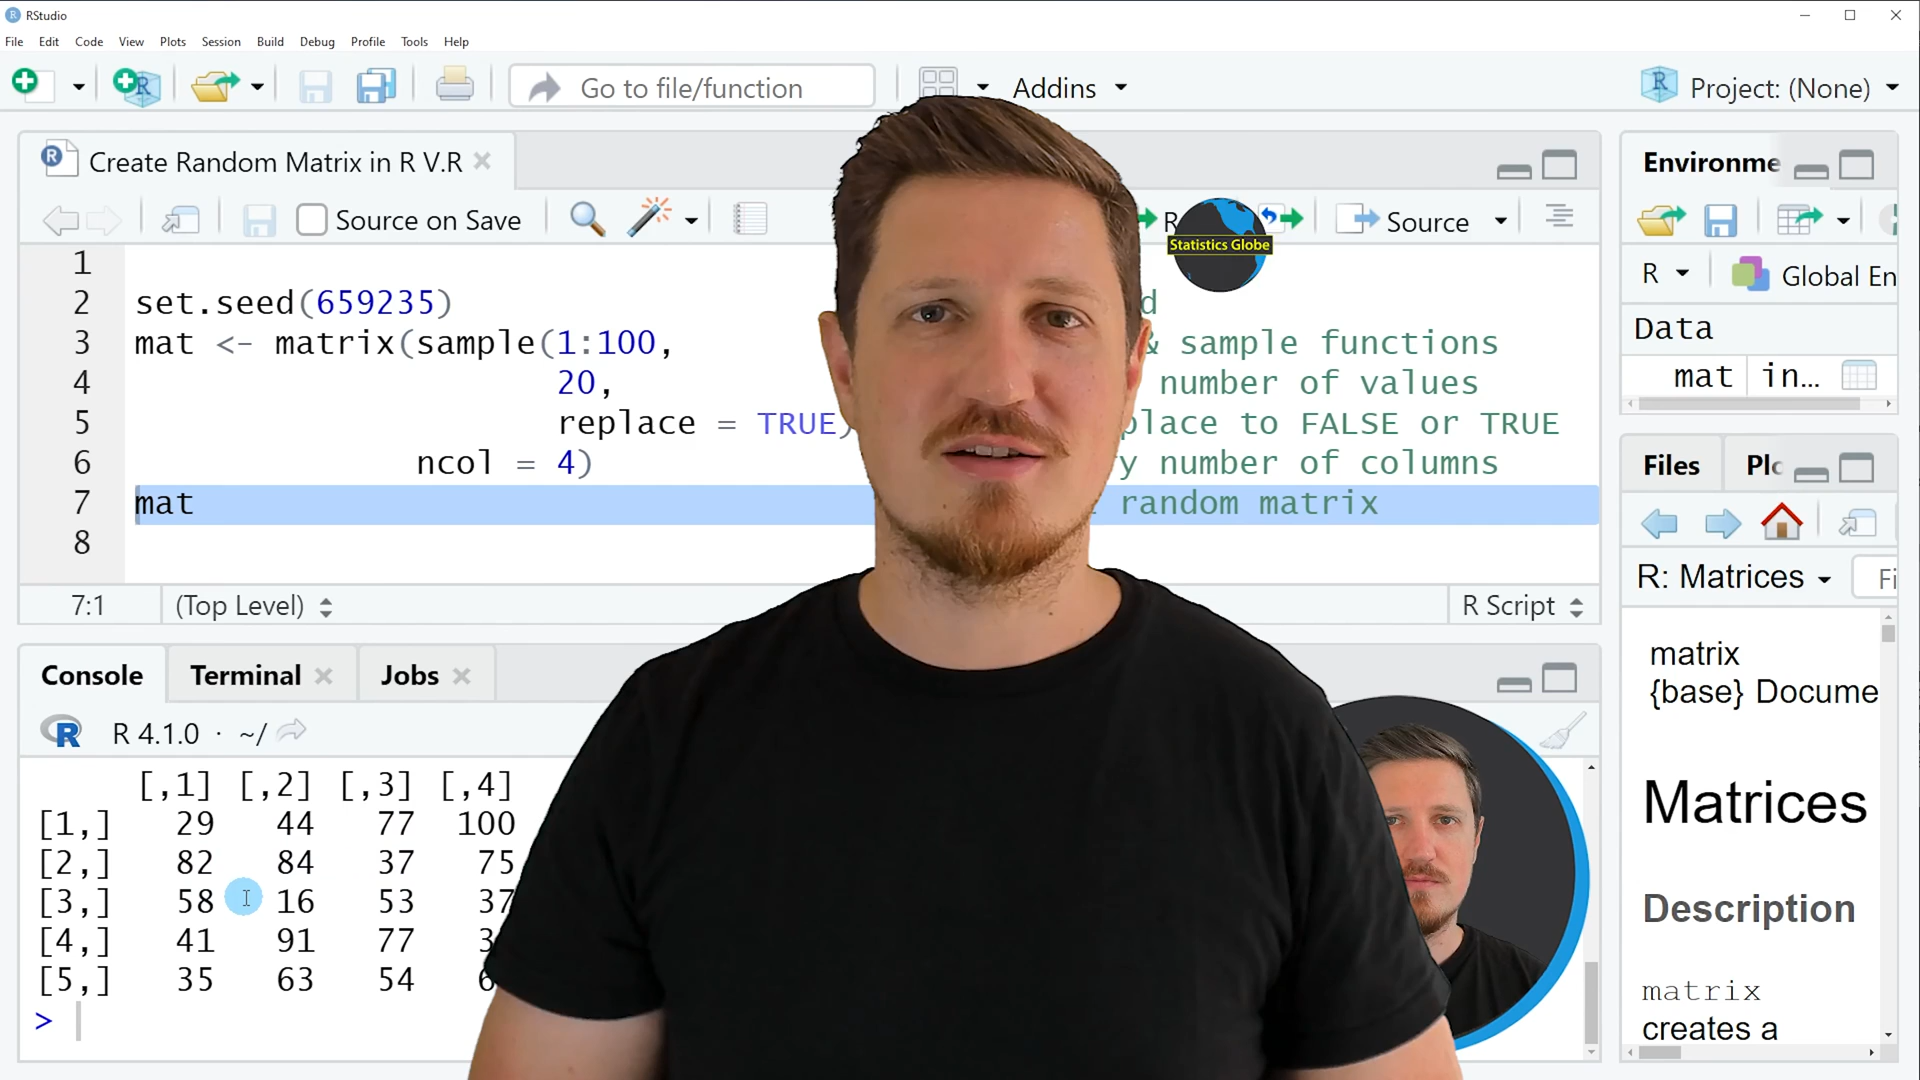 RStudio
File Edit Code View Plots Session Build Debug Profile Tools Help
Go to file/function Addins Project: (None)
Create Random Matrix in R V.R
Source on Save Source
Statistics Globe
1
2 set.seed(659235)
3 mat <- matrix(sample(1:100, & sample functions
4 20, number of values
5 replace = TRUE) to FALSE or TRUE
6 ncol = 4) number of columns
7 mat random matrix
8
7:1 (Top Level) R Script
Console Terminal Jobs
R 4.1.0 · ~/
[,1] [,2] [,3] [,4]
[1,] 29 44 77 100
[2,] 82 84 37 75
[3,] 58 16 53 37
[4,] 41 91 77
[5,] 35 63 54
>
R Global
Data
mat
Files
R: Matrices
matrix
{base}
Matrices
Description
matrix
creates a